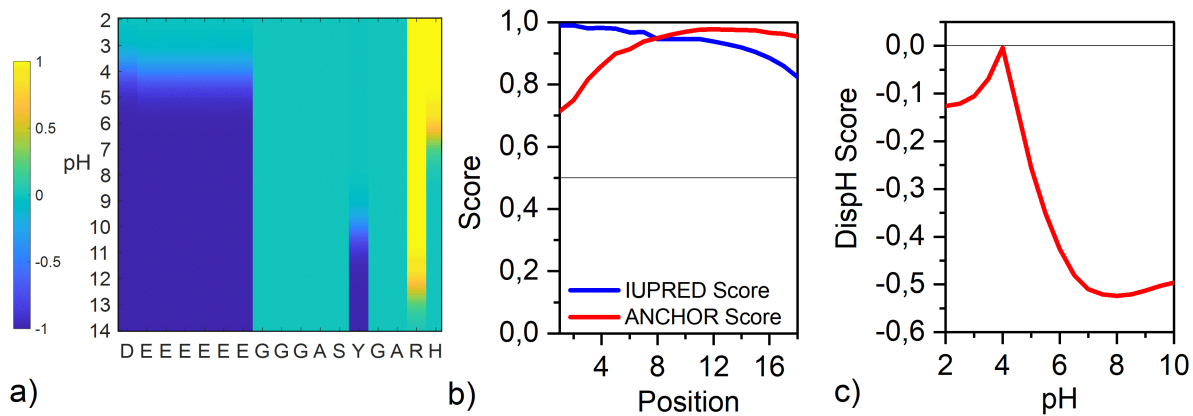 2
3
4
5
6
7
8
9
10
11
12
13
14
pH
1
0.5
0
-0.5
-1
D E E E E E E G G G A S Y G A R H
a)
1,0
0,8
0,6
0,4
0,2
0,0
Score
IUPRED Score
ANCHOR Score
4 8 12 16
Position
b)
0,0
-0,1
-0,2
-0,3
-0,4
-0,5
-0,6
DispH Score
2 4 6 8 10
pH
c)